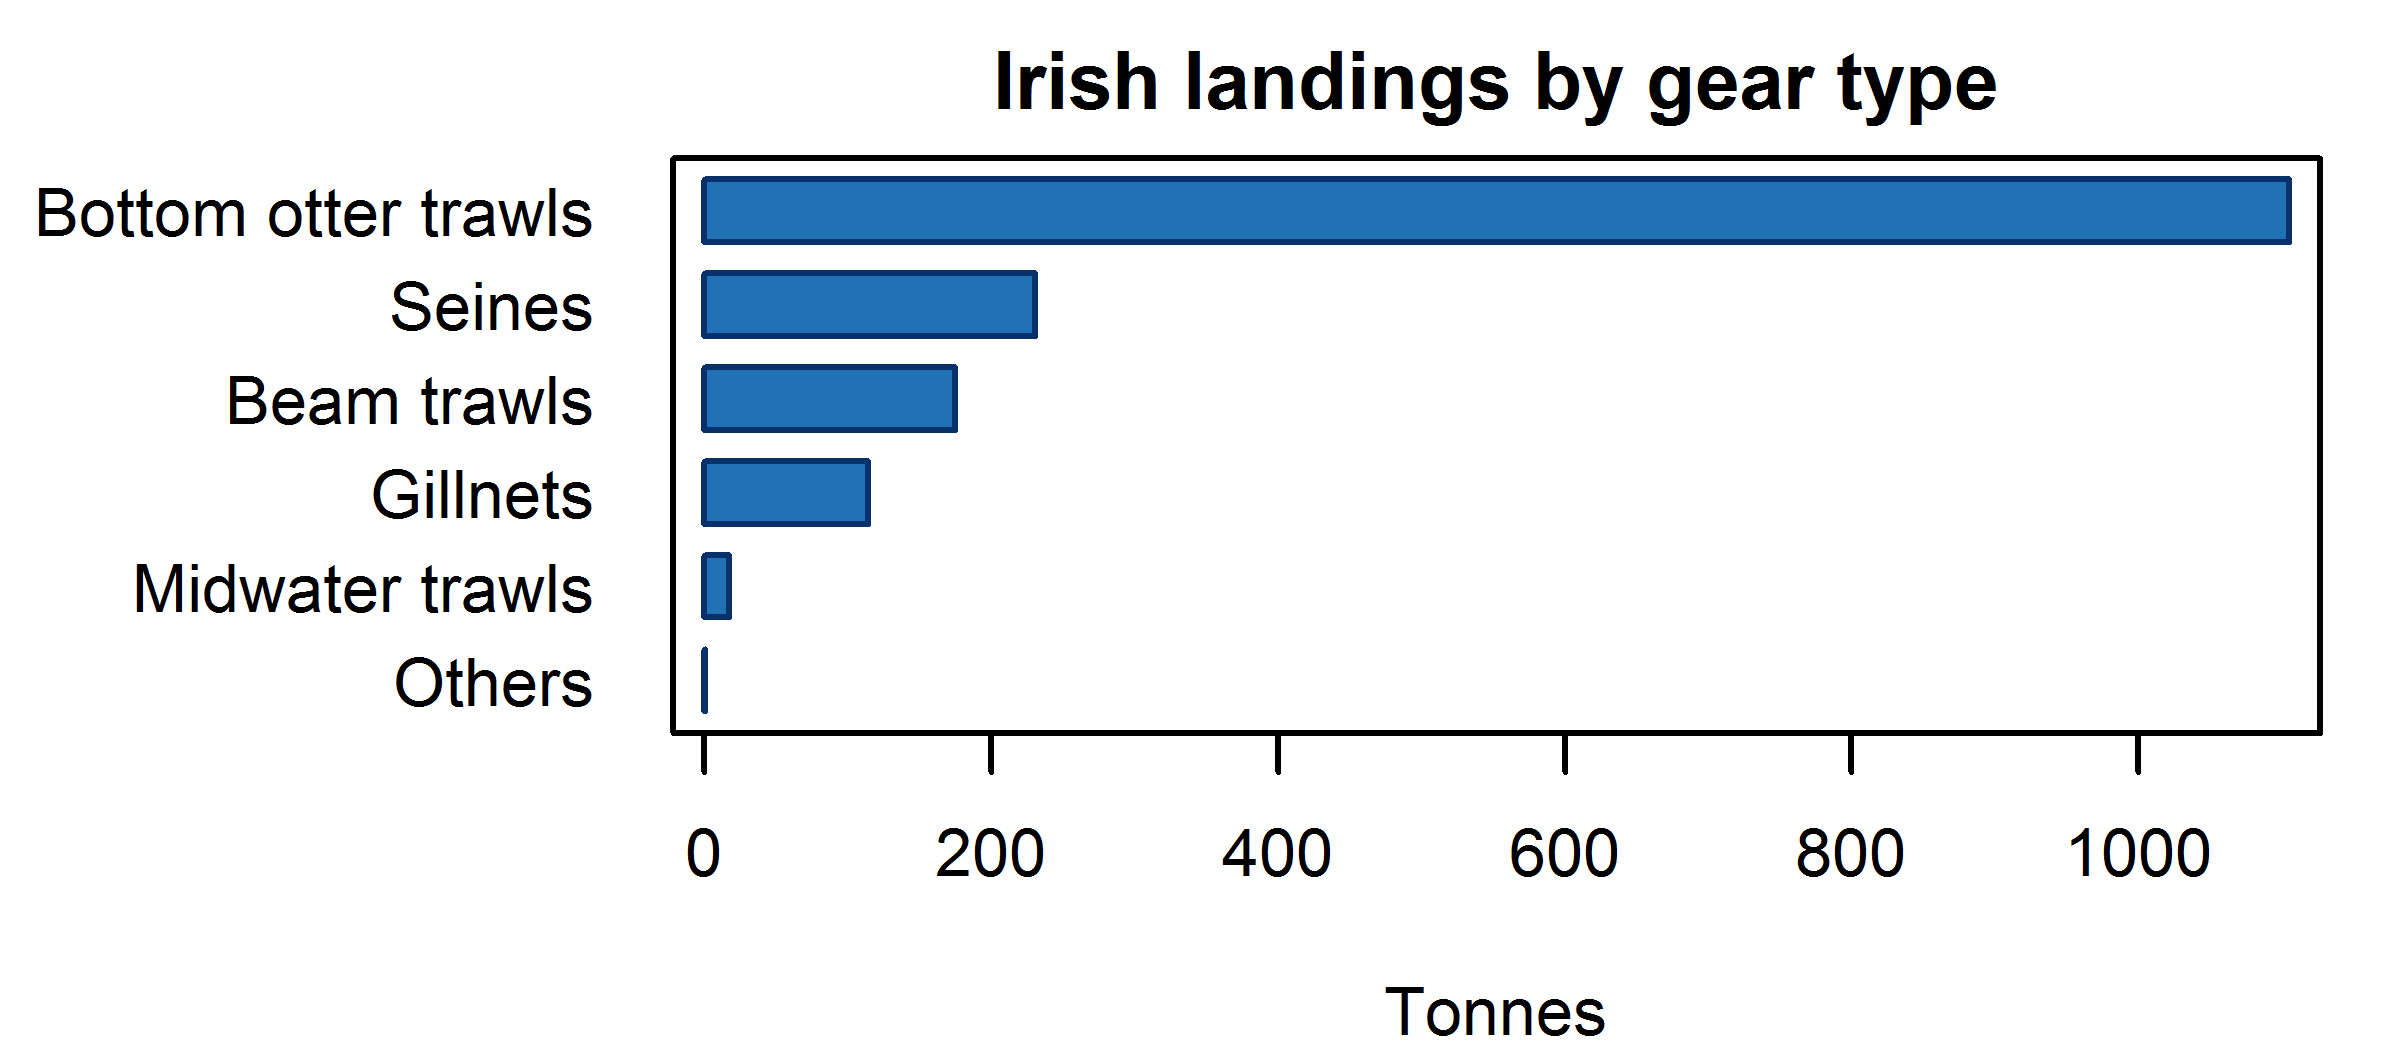 Irish landings by gear type
Bottom otter trawls
Seines
Beam trawls
Gillnets
Midwater trawls
Others
0 200 400 600 800 1000
Tonnes